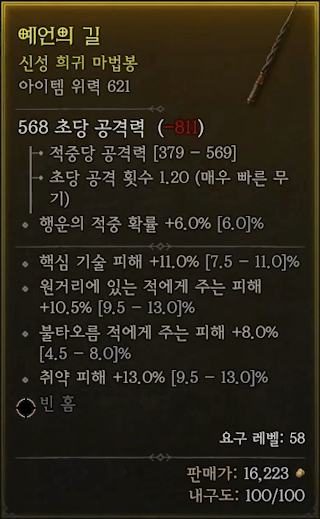 예언의 길
신성 희귀 마법봉
아이템 위력 621
568 초당 공격력 (-811)
적중당 공격력 [379 - 569]
초당 공격 횟수 1.20 (매우 빠른 무
기)
행운의 적중 확률 +6.0% [6.0]%
핵심 기술 피해 +11.0% [7.5 - 11.0]%
원거리에 있는 적에게 주는 피해
+10.5% [9.5 - 13.0]%
불타오름 적에게 주는 피해 +8.0%
[4.5 - 8.0]%
취약 피해 +13.0% [9.5 - 13.0]%
빈 홈
요구 레벨: 58
판매가: 16,223
내구도: 100/100